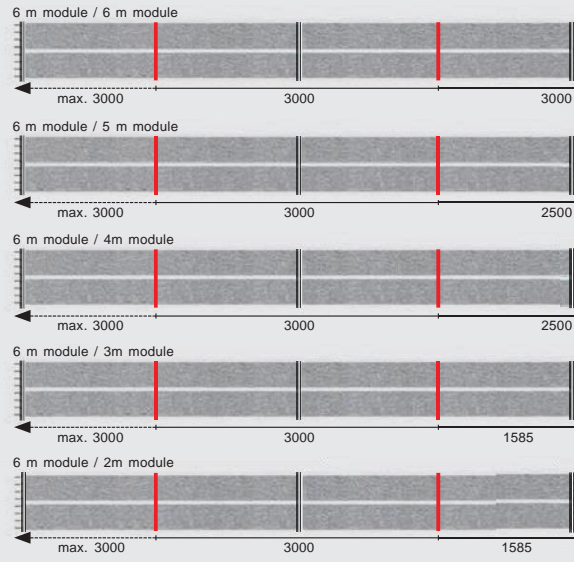 6 m module / 6 m module
max. 3000 3000 3000
6 m module / 5 m module
max. 3000 3000 2500
6 m module / 4m module
max. 3000 3000 2500
6 m module / 3m module
max. 3000 3000 1585
6 m module / 2m module
max. 3000 3000 1585